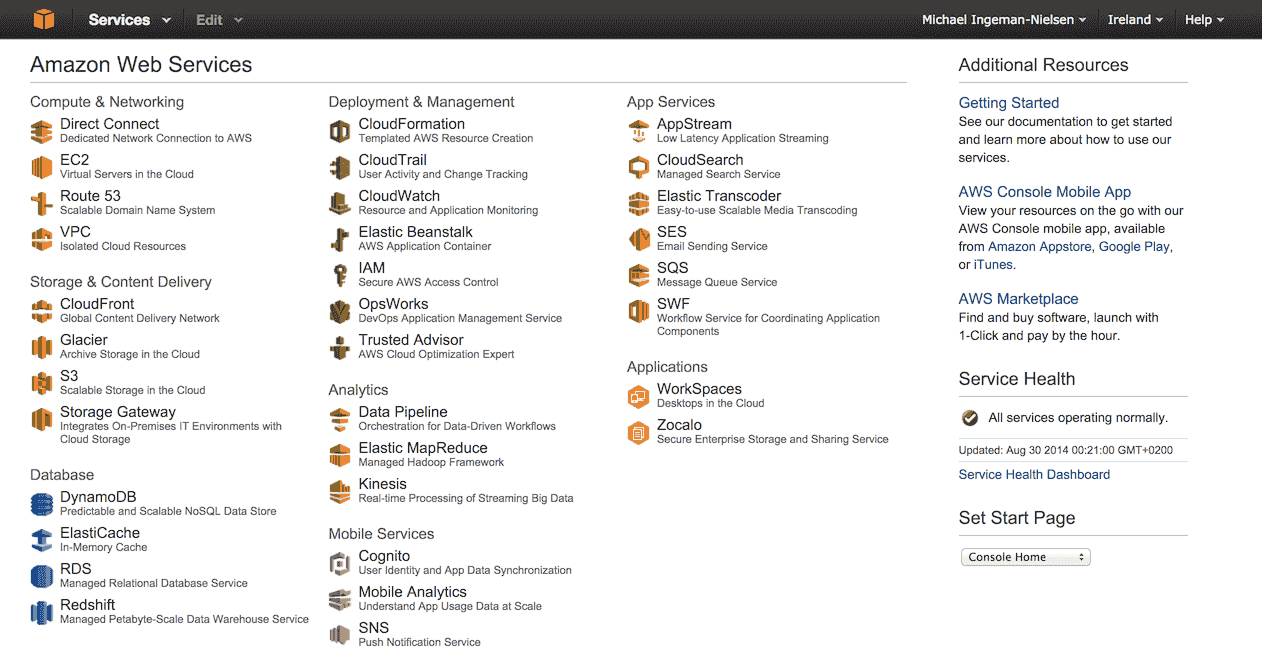 Services Edit Michael Ingeman-Nielsen Ireland Help
Amazon Web Services
Compute & Networking
Direct Connect
Dedicated Network Connection to AWS
EC2
Virtual Servers in the Cloud
Route 53
Scalable Domain Name System
VPC
Isolated Cloud Resources
Storage & Content Delivery
CloudFront
Global Content Delivery Network
Glacier
Archive Storage in the Cloud
S3
Scalable Storage in the Cloud
Storage Gateway
Integrates On-Premises IT Environments with
Cloud Storage
Database
DynamoDB
Predictable and Scalable NoSQL Data Store
ElastiCache
In-Memory Cache
RDS
Managed Relational Database Service
Redshift
Managed Petabyte-Scale Data Warehouse Service
Deployment & Management
CloudFormation
Templated AWS Resource Creation
CloudTrail
User Activity and Change Tracking
CloudWatch
Resource and Application Monitoring
Elastic Beanstalk
AWS Application Container
IAM
Secure AWS Access Control
OpsWorks
DevOps Application Management Service
Trusted Advisor
AWS Cloud Optimization Expert
Analytics
Data Pipeline
Orchestration for Data-Driven Workflows
Elastic MapReduce
Managed Hadoop Framework
Kinesis
Real-time Processing of Streaming Big Data
Mobile Services
Cognito
User Identity and App Data Synchronization
Mobile Analytics
Understand App Usage Data at Scale
SNS
Push Notification Service
App Services
AppStream
Low Latency Application Streaming
CloudSearch
Managed Search Service
Elastic Transcoder
Easy-to-use Scalable Media Transcoding
SES
Email Sending Service
SQS
Message Queue Service
SWF
Workflow Service for Coordinating Application
Components
Applications
WorkSpaces
Desktops in the Cloud
Zocalo
Secure Enterprise Storage and Sharing Service
Additional Resources
Getting Started
See our documentation to get started
and learn more about how to use our
services.
AWS Console Mobile App
View your resources on the go with our
AWS Console mobile app, available
from Amazon Appstore, Google Play,
or iTunes.
AWS Marketplace
Find and buy software, launch with
1-Click and pay by the hour.
Service Health
All services operating normally.
Updated: Aug 30 2014 00:21:00 GMT+0200
Service Health Dashboard
Set Start Page
Console Home